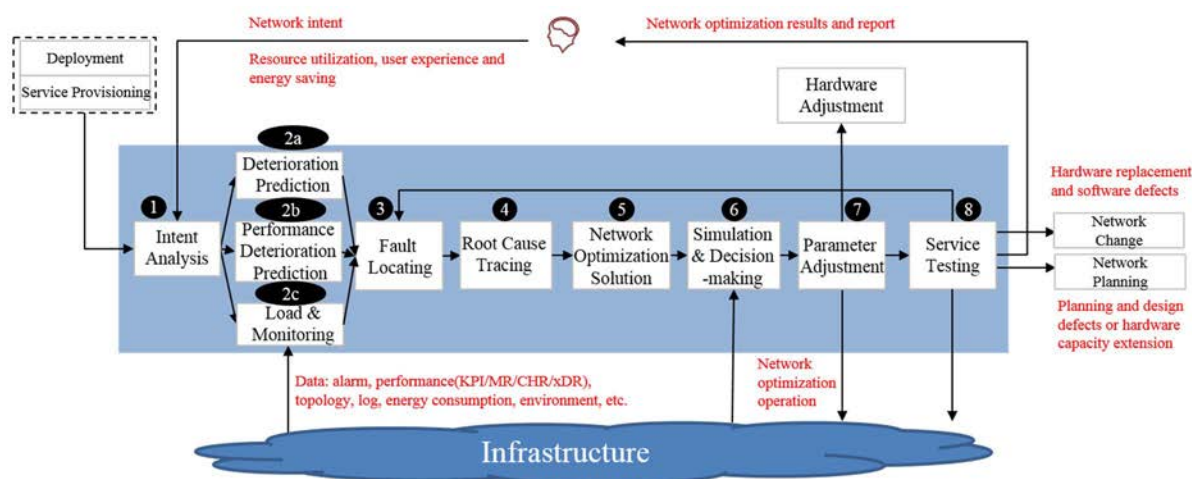 Network intent
Network optimization results and report
Deployment
Service Provisioning
Resource utilization, user experience and
energy saving
Hardware
Adjustment
2a
Deterioration
Prediction
Hardware replacement
and software defects
1
Intent
Analysis
2b
Performance
Deterioration
Prediction
3
Fault
Locating
4
Root Cause
Tracing
5
Network
Optimization
Solution
6
Simulation
& Decision
-making
7
Parameter
Adjustment
8
Service
Testing
Network
Change
Network
Planning
2c
Load &
Monitoring
Planning and design
defects or hardware
capacity extension
Data: alarm, performance(KPI/MR/CHR/xDR),
topology, log, energy consumption, environment, etc.
Network
optimization
operation
Infrastructure